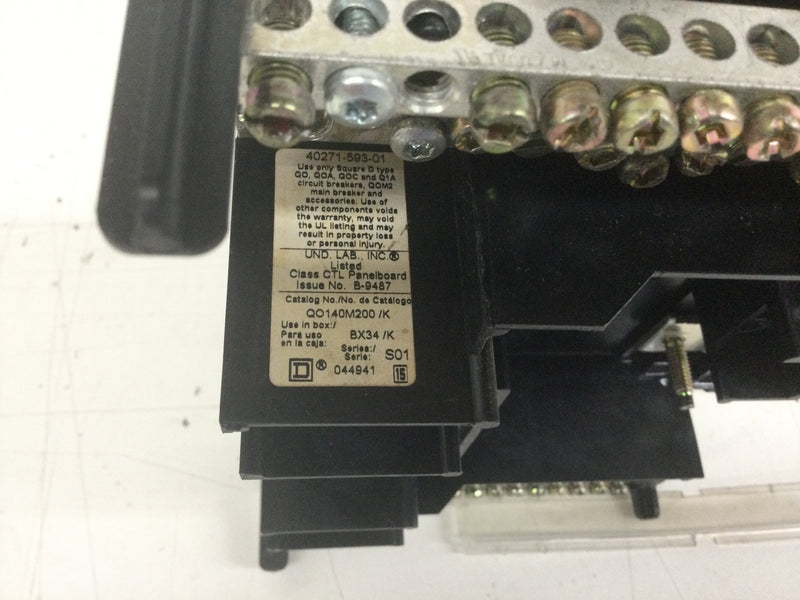 40271-593-01
Use only Square D type
QO, QOA, QOC and Q1A
circuit breakers, QOM2
main breaker and
accessories. Use of
other components voids
the warranty, may void
the UL listing and may
result in property loss
or personal injury.
UND. LAB., INC.®
Listed
Class CTL Panelboard
Issue No. B-9487
Catalog No./No. de Catálogo
QO140M200 /K
Use in box:/
Para uso BX34 /K
en la caja:
Series:/
Serie: S01
D ® 044941 15